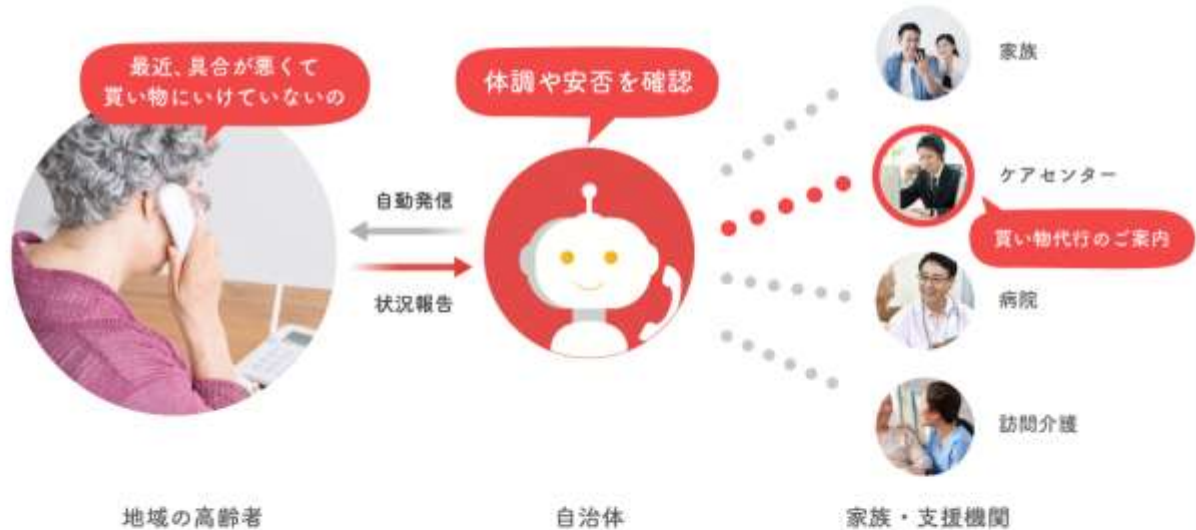 最近、具合が悪くて
買い物にいけていないの
体調や安否を確認
自動発信
状況報告
家族
ケアセンター
買い物代行のご案内
病院
訪問介護
地域の高齢者
自治体
家族・支援機関